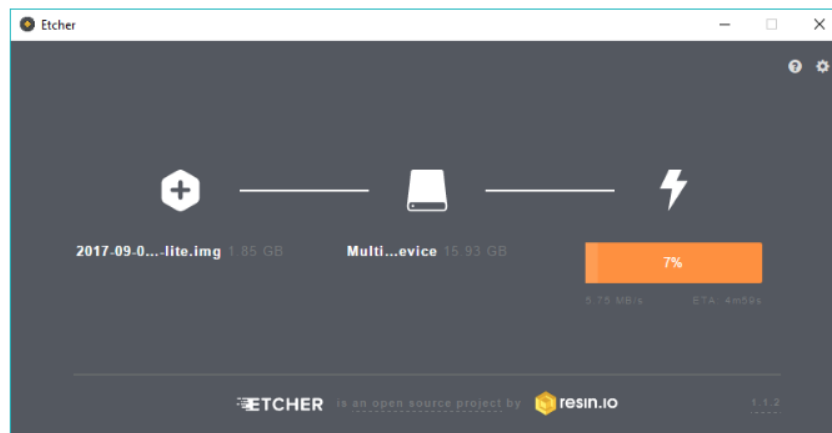 Etcher
2017-09-0...-lite.img 1.85 GB
Multi...evice 15.93 GB
7%
5.75 MB/s ETA: 4m59s
ETCHER is an open source project by resin.io
1.1.2